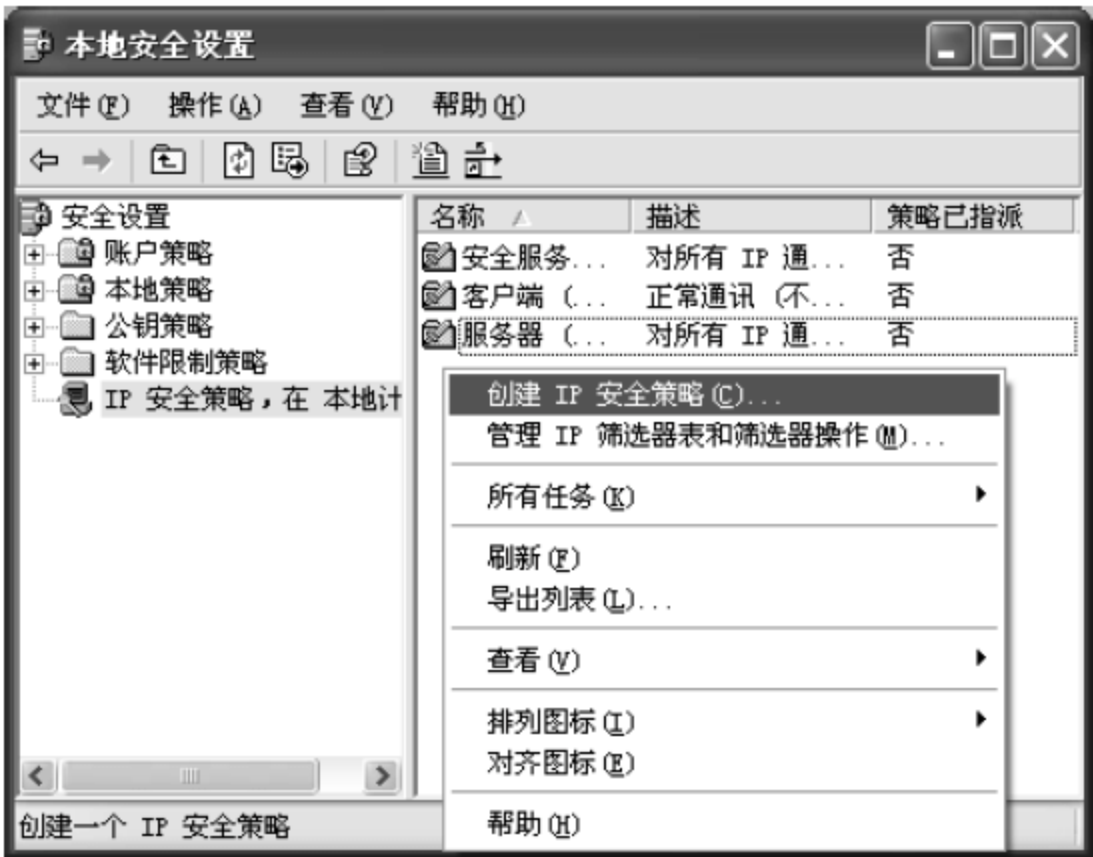 本地安全设置
文件(F) 操作(A) 查看(V) 帮助(H)
安全设置
账户策略
本地策略
公钥策略
软件限制策略
IP 安全策略，在 本地计
名称 描述 策略已指派
安全服务... 对所有 IP 通... 否
客户端 (... 正常通讯 (不... 否
服务器 (... 对所有 IP 通... 否
创建 IP 安全策略(C)...
管理 IP 筛选器表和筛选器操作(M)...
所有任务(K)
刷新(F)
导出列表(L)...
查看(V)
排列图标(I)
对齐图标(E)
帮助(H)
创建一个 IP 安全策略